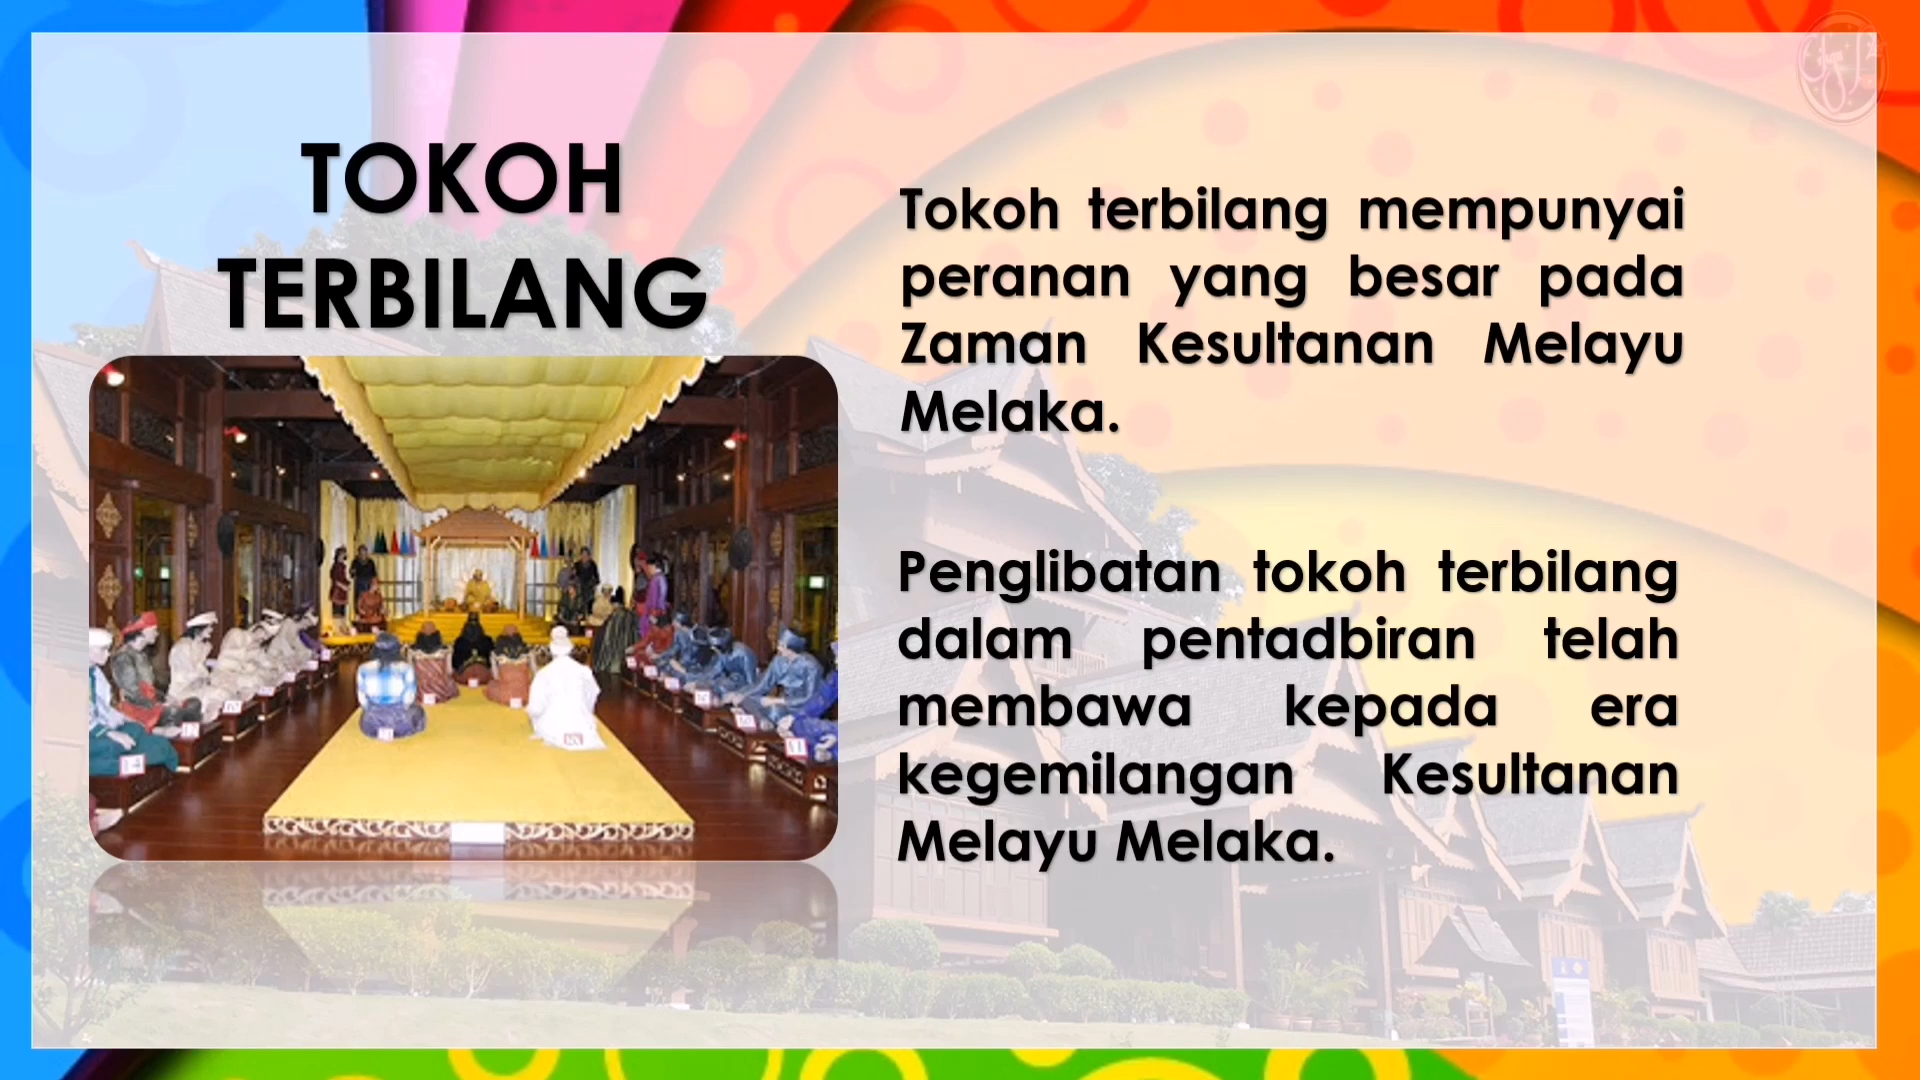 TOKOH
TERBILANG
Tokoh terbilang mempunyai
peranan yang besar pada
Zaman Kesultanan Melayu
Melaka.
Penglibatan tokoh terbilang
dalam pentadbiran telah
membawa kepada era
kegemilangan Kesultanan
Melayu Melaka.